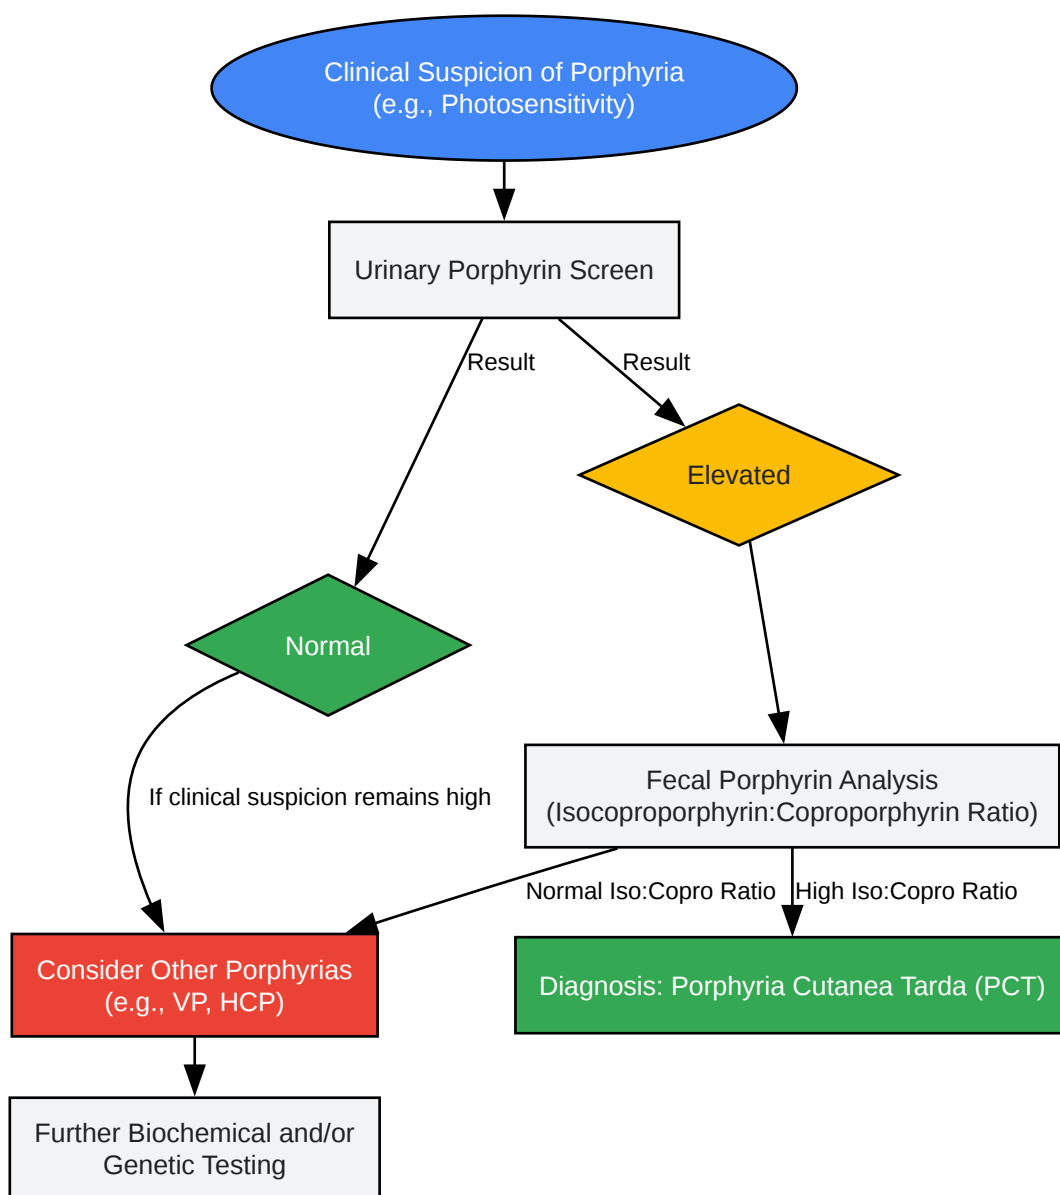 Clinical Suspicion of Porphyria
(e.g., Photosensitivity)
Urinary Porphyrin Screen
Result
Result
Elevated
Normal
Fecal Porphyrin Analysis
(Isocoproporphyrin:Coproporphyrin Ratio)
If clinical suspicion remains high
Normal Iso:Copro Ratio
High Iso:Copro Ratio
Consider Other Porphyrias
(e.g., VP, HCP)
Diagnosis: Porphyria Cutanea Tarda (PCT)
Further Biochemical and/or
Genetic Testing